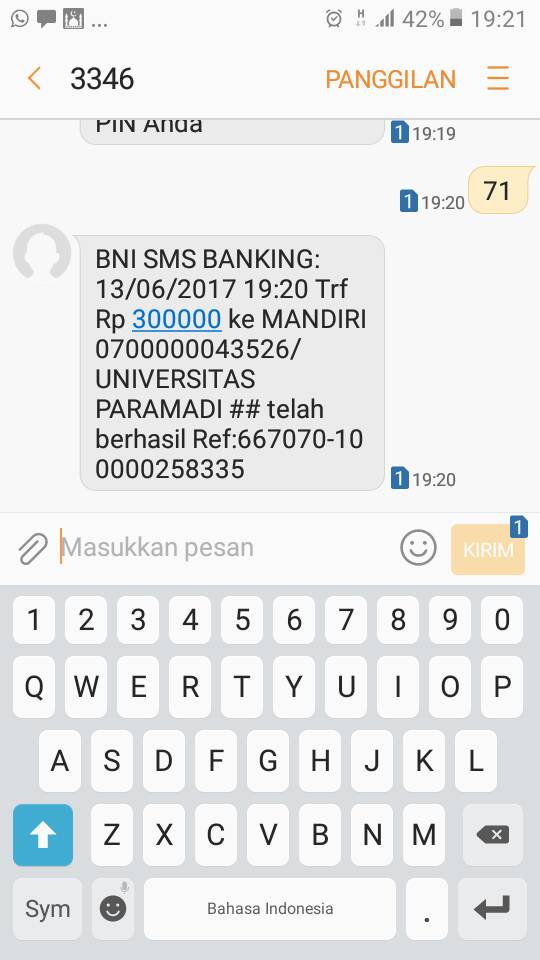 ... H 42% 19:21
3346 PANGGILAN
PIN Anda
1 19:19
71
1 19:20
BNI SMS BANKING:
13/06/2017 19:20 Trf
Rp 300000 ke MANDIRI
0700000043526/
UNIVERSITAS
PARAMADI ## telah
berhasil Ref:667070-10
0000258335
1 19:20
Masukkan pesan
KIRIM 1
1 2 3 4 5 6 7 8 9 0
Q W E R T Y U I O P
A S D F G H J K L
Z X C V B N M
Sym Bahasa Indonesia .